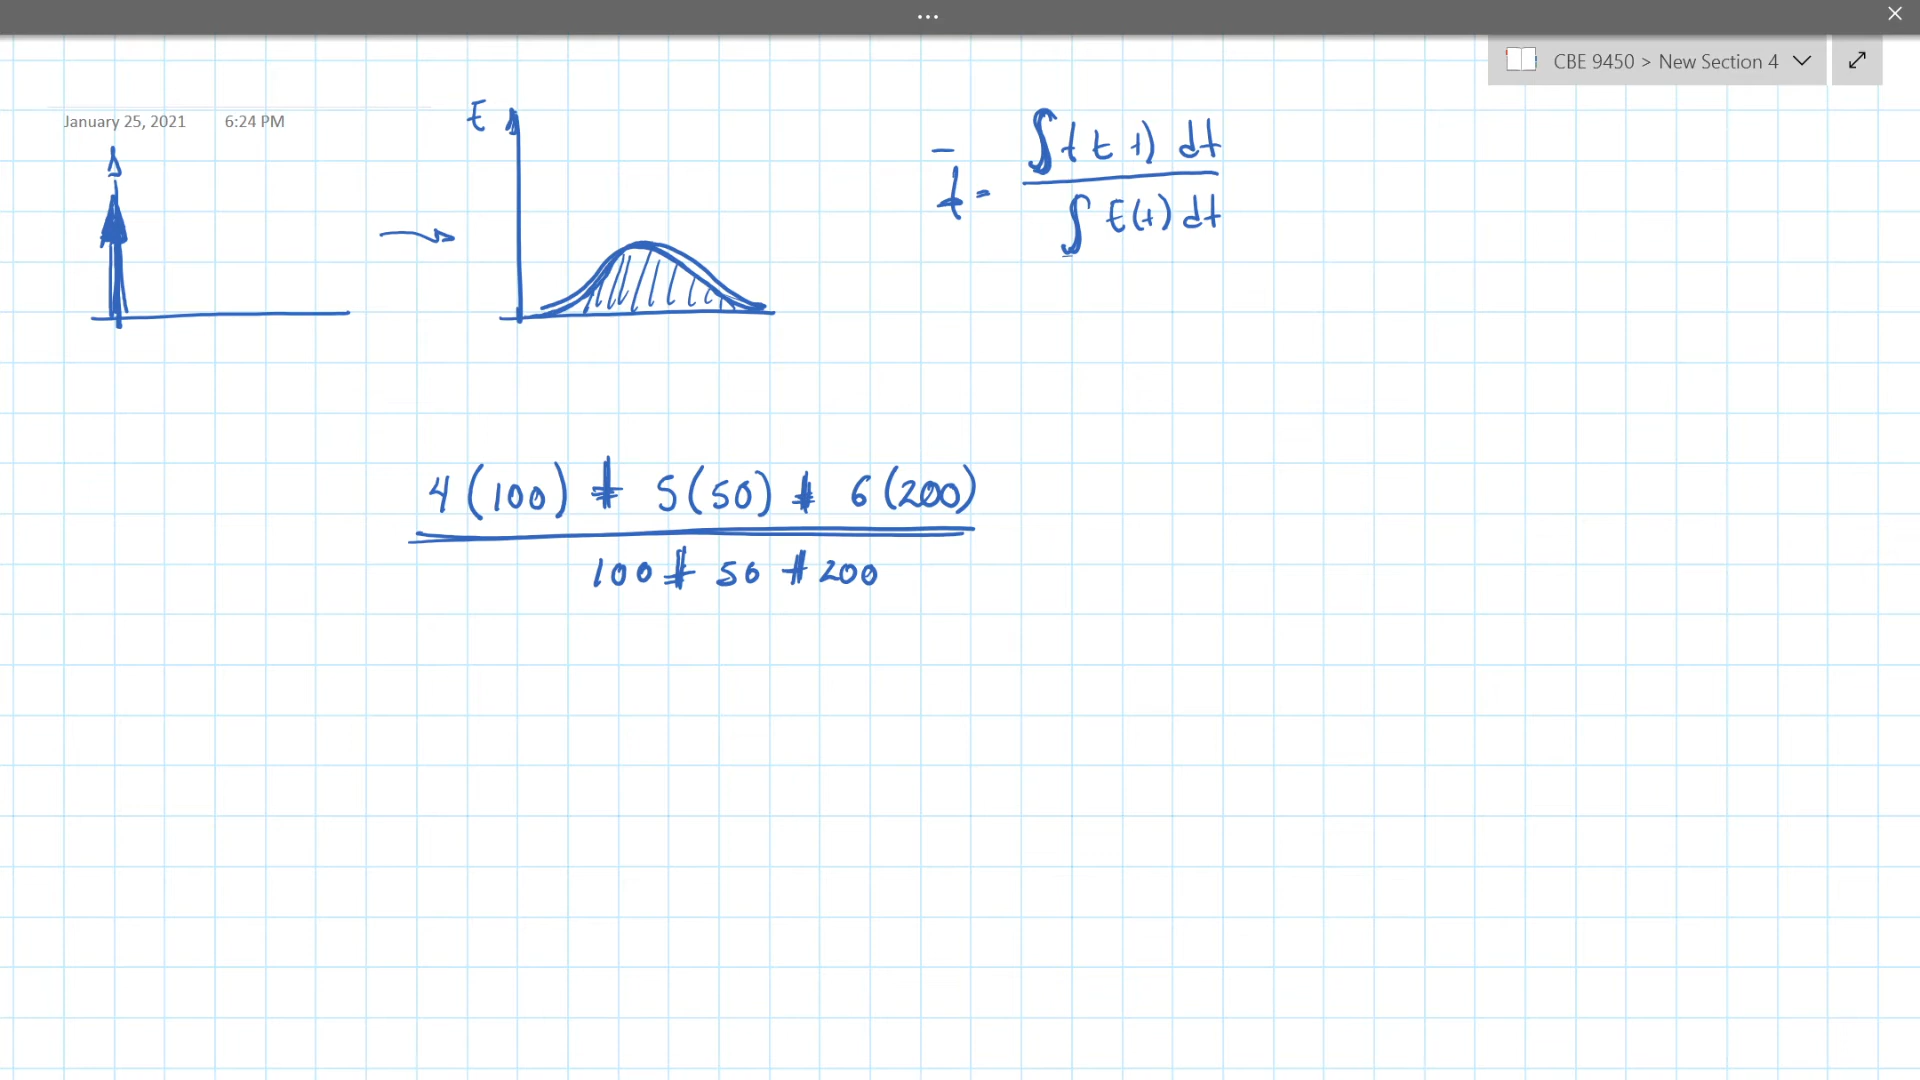 CBE 9450 > New Section 4
January 25, 2021 6:24 PM
E
t̄ = ∫ t E t) dt
∫ E(t) dt
4 (100) + 5 (50) + 6 (200)
100 + 50 + 200